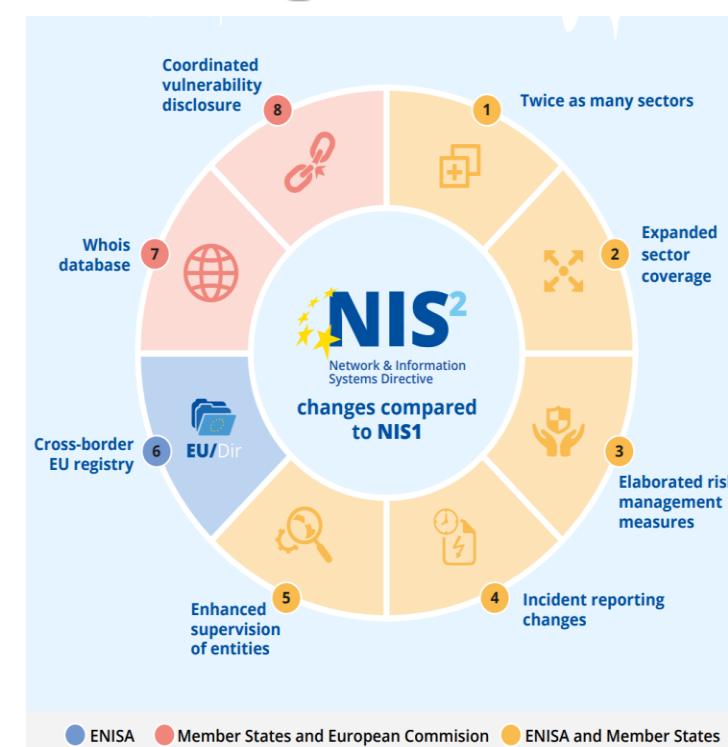 Coordinated
vulnerability
disclosure
8
1
Twice as many sectors
Expanded
sector
coverage
2
7
Whois
database
NIS2
Network & Information
Systems Directive
changes compared
to NIS1
Cross-border
EU registry
6
EU/Dir
3
Elaborated
management
measures
5
Enhanced
supervision
of entities
4
Incident reporting
changes
ENISA
Member States and European Commision
ENISA and Member States